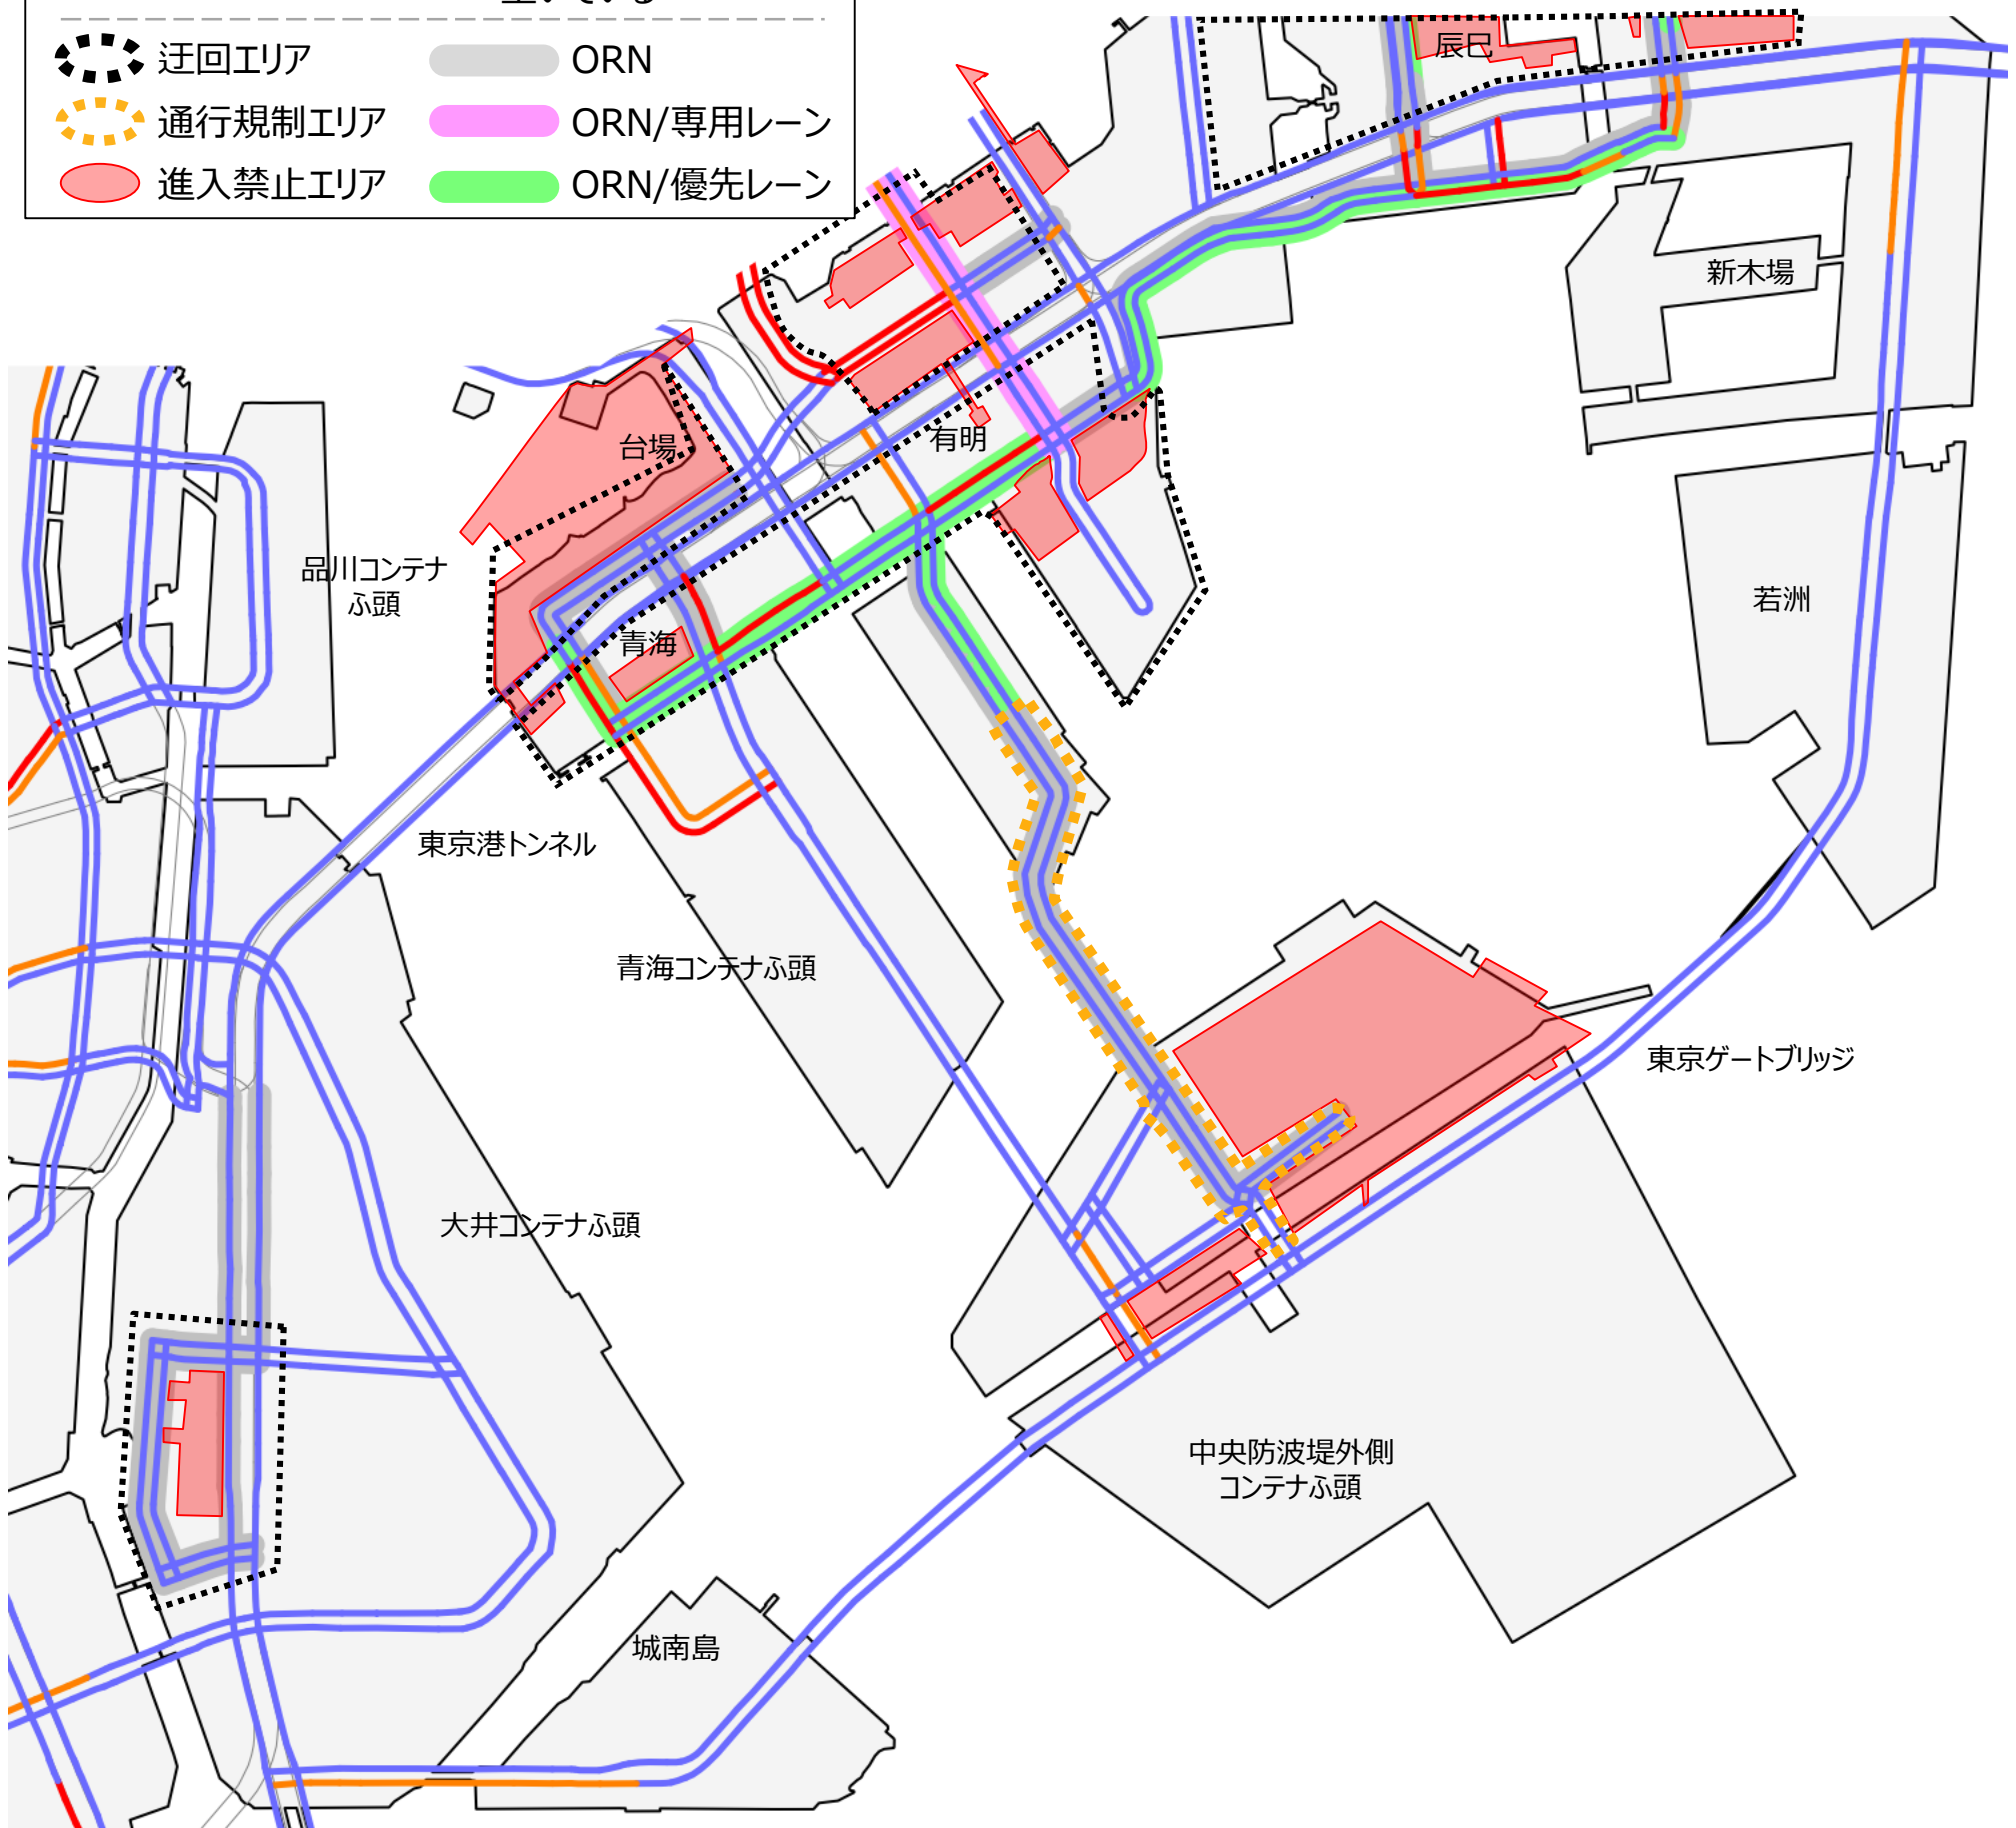 空いている
迂回エリア
ORN
通行規制エリア
ORN/専用レーン
進入禁止エリア
ORN/優先レーン
辰巳
新木場
有明
台場
品川コンテナ
ふ頭
青海
若洲
東京港トンネル
青海コンテナふ頭
東京ゲートブリッジ
大井コンテナふ頭
中央防波堤外側
コンテナふ頭
城南島